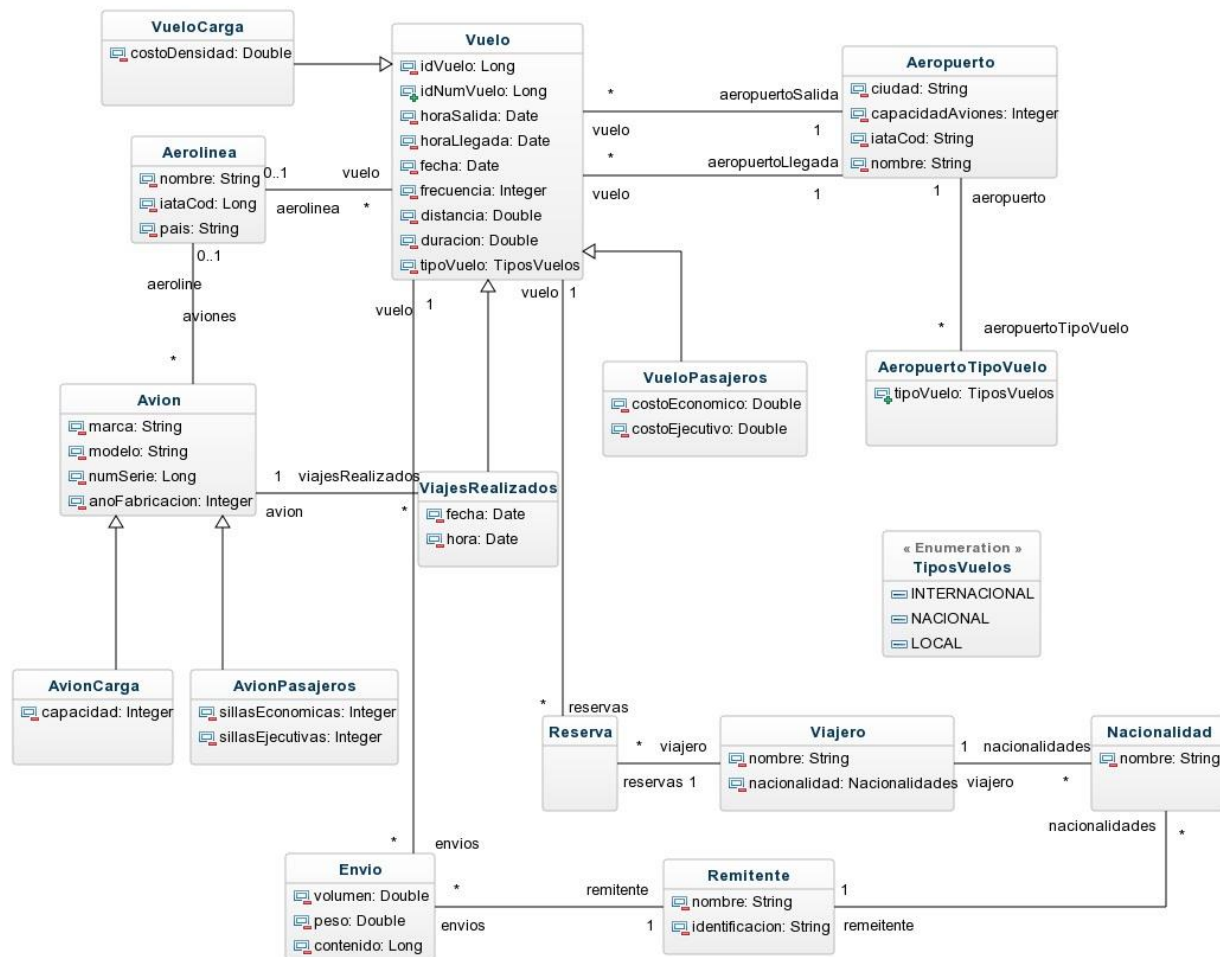 VueloCarga
costoDensidad: Double
Vuelo
idVuelo: Long
idNumVuelo: Long
horaSalida: Date
horaLlegada: Date
fecha: Date
frecuencia: Integer
distancia: Double
duracion: Double
tipoVuelo: TiposVuelos
Aeropuerto
ciudad: String
capacidadAviones: Integer
iataCod: String
nombre: String
* aeropuertoSalida
vuelo 1
* aeropuertoLlegada
vuelo 1
Aerolinea
nombre: String
iataCod: Long
pais: String
0..1 vuelo
aerolinea *
1 aeropuerto
0..1
aeroline
aviones
*
vuelo 1
vuelo 1
* aeropuertoTipoVuelo
AeropuertoTipoVuelo
tipoVuelo: TiposVuelos
VueloPasajeros
costoEconomico: Double
costoEjecutivo: Double
Avion
marca: String
modelo: String
numSerie: Long
anoFabricacion: Integer
1 viajesRealizados
avion *
ViajesRealizados
fecha: Date
hora: Date
« Enumeration »
TiposVuelos
INTERNACIONAL
NACIONAL
LOCAL
AvionCarga
capacidad: Integer
AvionPasajeros
sillasEconomicas: Integer
sillasEjecutivas: Integer
* reservas
Reserva
* viajero
reservas 1
Viajero
nombre: String
nacionalidad: Nacionalidades
1 nacionalidades
viajero *
Nacionalidad
nombre: String
nacionalidades *
* envios
Envio
volumen: Double
peso: Double
contenido: Long
* remitente
envios 1
Remitente
nombre: String
identificacion: String
1
remeitente